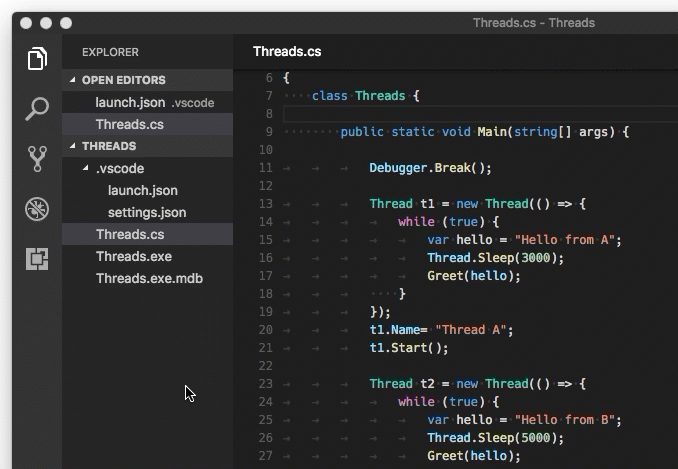 Threads.cs - Threads
EXPLORER
OPEN EDITORS
launch.json .vscode
Threads.cs
THREADS
.vscode
launch.json
settings.json
Threads.cs
Threads.exe
Threads.exe.mdb
Threads.cs
6 {
7 class Threads {
8
9 public static void Main(string[] args) {
10
11 Debugger.Break();
12
13 Thread t1 = new Thread(() => {
14 while (true) {
15 var hello = "Hello from A";
16 Thread.Sleep(3000);
17 Greet(hello);
18 }
19 });
20 t1.Name= "Thread A";
21 t1.Start();
22
23 Thread t2 = new Thread(() => {
24 while (true) {
25 var hello = "Hello from B";
26 Thread.Sleep(5000);
27 Greet(hello);